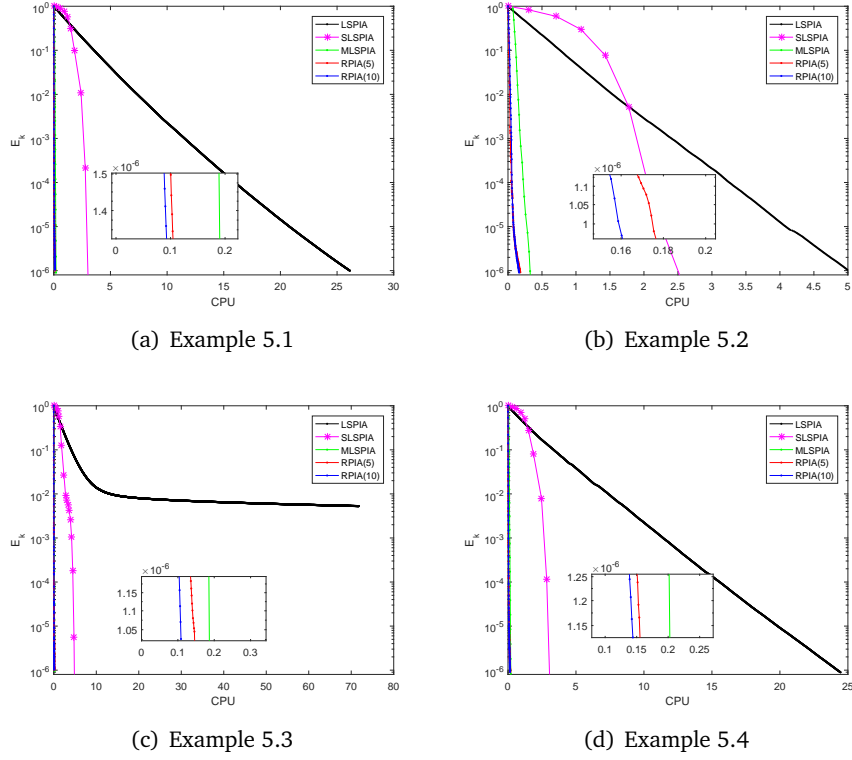 10^0
10^-1
10^-2
10^-3
10^-4
10^-5
10^-6
E_k
LSPIA
SLSPIA
MLSPIA
RPIA(5)
RPIA(10)
×10^-6
1.5
1.4
0 0.1 0.2
0 5 10 15 20 25 30
CPU
(a) Example 5.1
10^0
10^-1
10^-2
10^-3
10^-4
10^-5
10^-6
E_k
LSPIA
SLSPIA
MLSPIA
RPIA(5)
RPIA(10)
×10^-6
1.1
1.05
1
0.16 0.18 0.2
0 0.5 1 1.5 2 2.5 3 3.5 4 4.5 5
CPU
(b) Example 5.2
10^0
10^-1
10^-2
10^-3
10^-4
10^-5
10^-6
E_k
LSPIA
SLSPIA
MLSPIA
RPIA(5)
RPIA(10)
×10^-6
1.15
1.1
1.05
0 0.1 0.2 0.3
0 10 20 30 40 50 60 70 80
CPU
(c) Example 5.3
10^0
10^-1
10^-2
10^-3
10^-4
10^-5
10^-6
E_k
LSPIA
SLSPIA
MLSPIA
RPIA(5)
RPIA(10)
×10^-6
1.25
1.2
1.15
0.1 0.15 0.2 0.25
0 5 10 15 20 25
CPU
(d) Example 5.4